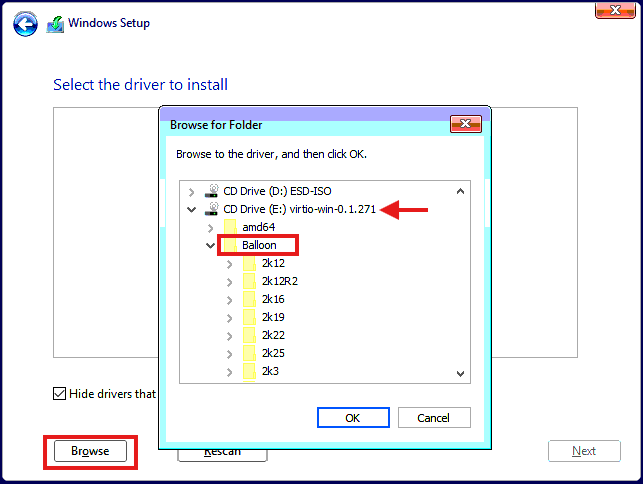 Windows Setup
Select the driver to install
Browse for Folder
Browse to the driver, and then click OK.
CD Drive (D:) ESD-ISO
CD Drive (E:) virtio-win-0.1.271
amd64
Balloon
2k12
2k12R2
2k16
2k19
2k22
2k25
2k3
OK Cancel
Hide drivers that
Browse Rescan Next